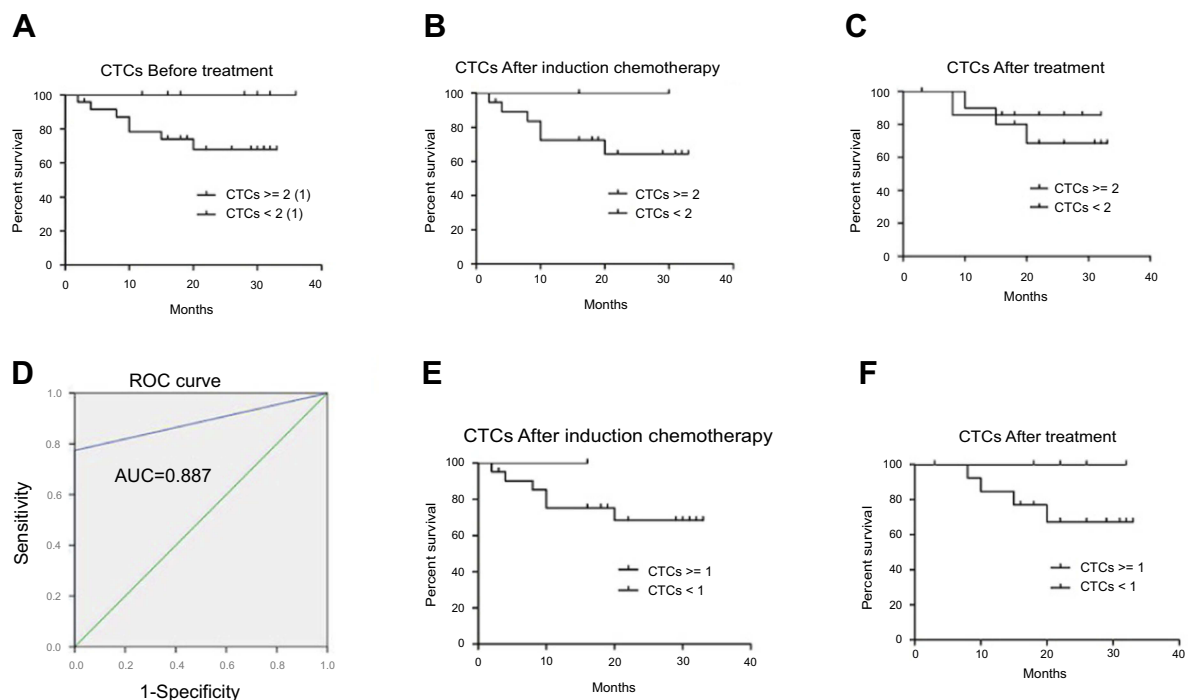 A
CTCs Before treatment
Percent survival
100
80
60
40
20
0
0 10 20 30 40
Months
CTCs >= 2 (1)
CTCs < 2 (1)
B
CTCs After induction chemotherapy
Percent survival
100
80
60
40
20
0
0 10 20 30 40
Months
CTCs >= 2
CTCs < 2
C
CTCs After treatment
Percent survival
100
80
60
40
20
0
0 10 20 30 40
Months
CTCs >= 2
CTCs < 2
D
ROC curve
Sensitivity
1.0
0.8
0.6
0.4
0.2
0.0
AUC=0.887
0.0 0.2 0.4 0.6 0.8 1.0
1-Specificity
E
CTCs After induction chemotherapy
Percent survival
100
80
60
40
20
0
0 10 20 30 40
Months
CTCs >= 1
CTCs < 1
F
CTCs After treatment
Percent survival
100
80
60
40
20
0
0 10 20 30 40
Months
CTCs >= 1
CTCs < 1